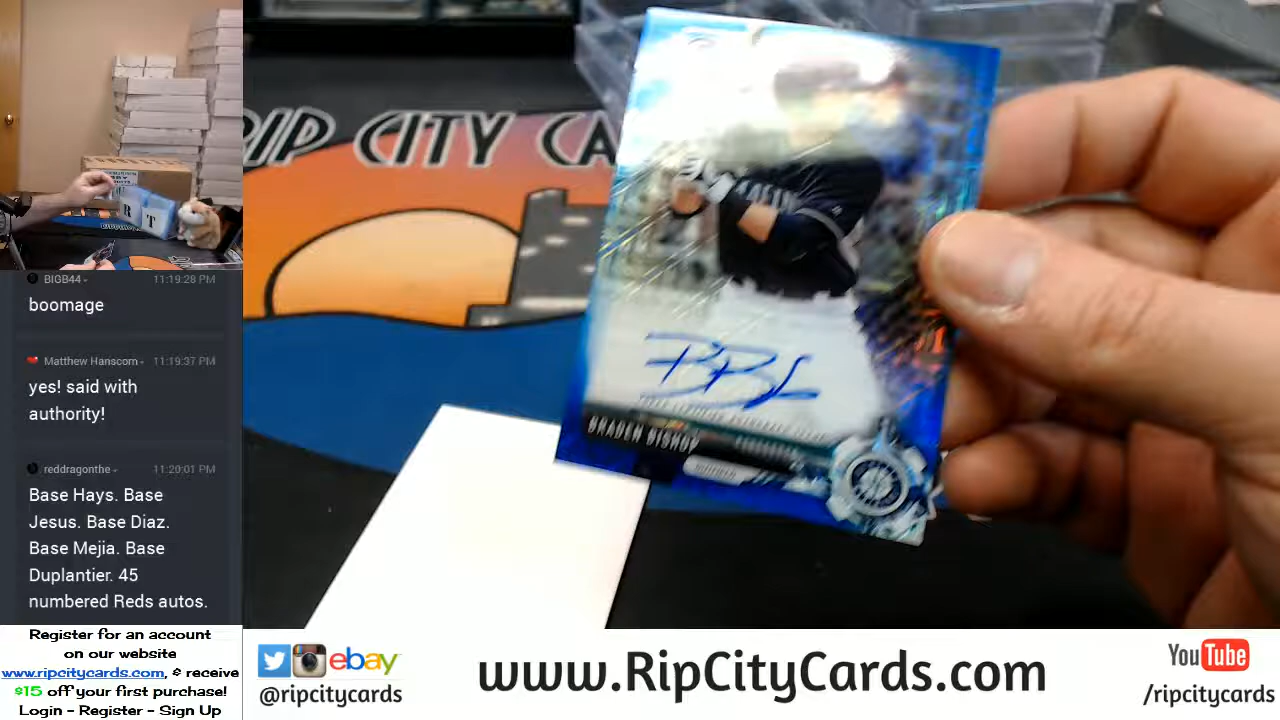 RIP CITY CA
R T
BIGB44
11:19:28 PM
boomage
Matthew Hanscom
11:19:37 PM
yes! said with
authority!
reddragonthe
11:20:01 PM
Base Hays. Base
Jesus. Base Diaz.
Base Mejia. Base
Duplantier. 45
numbered Reds autos.
BRADEN BISHOP
Register for an account
on our website
www.ripcitycards.com, & receive
$15 off your first purchase!
Login - Register - Sign Up
ebay
@ripcitycards
www.RipCityCards.com
YouTube
/ripcitycards